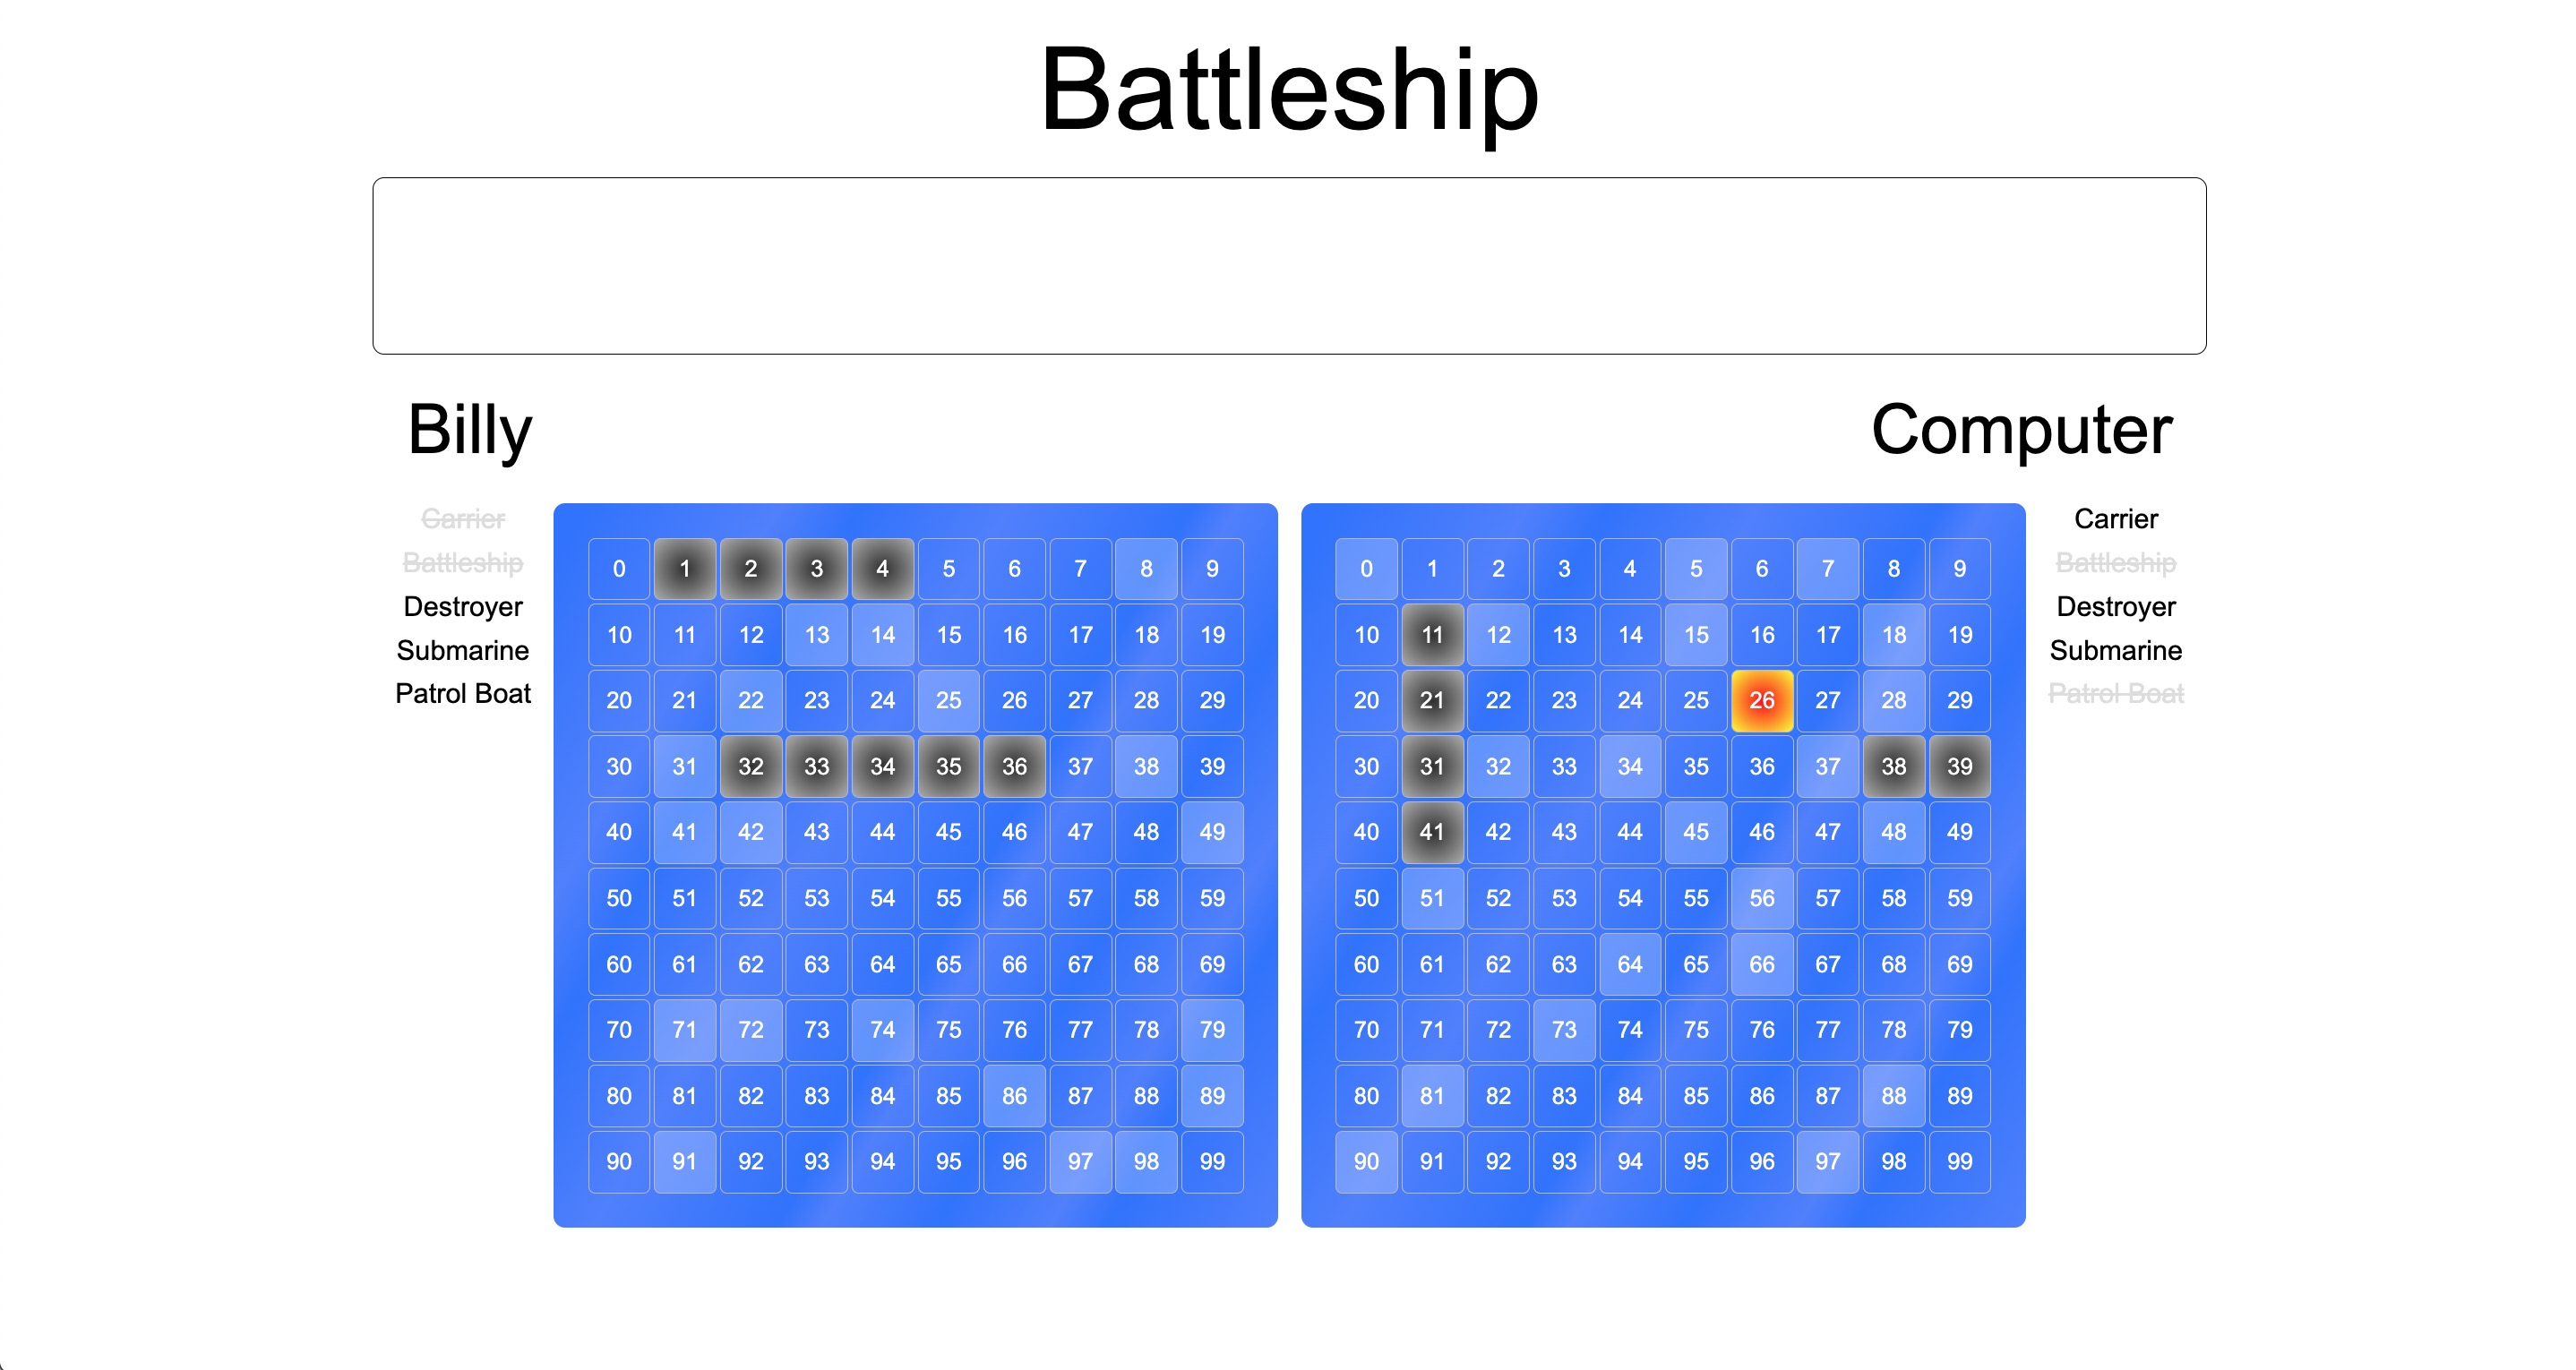 Battleship
Billy
Computer
Carrier
Battleship
Destroyer
Submarine
Patrol Boat
0 1 2 3 4 5 6 7 8 9
10 11 12 13 14 15 16 17 18 19
20 21 22 23 24 25 26 27 28 29
30 31 32 33 34 35 36 37 38 39
40 41 42 43 44 45 46 47 48 49
50 51 52 53 54 55 56 57 58 59
60 61 62 63 64 65 66 67 68 69
70 71 72 73 74 75 76 77 78 79
80 81 82 83 84 85 86 87 88 89
90 91 92 93 94 95 96 97 98 99
0 1 2 3 4 5 6 7 8 9
10 11 12 13 14 15 16 17 18 19
20 21 22 23 24 25 26 27 28 29
30 31 32 33 34 35 36 37 38 39
40 41 42 43 44 45 46 47 48 49
50 51 52 53 54 55 56 57 58 59
60 61 62 63 64 65 66 67 68 69
70 71 72 73 74 75 76 77 78 79
80 81 82 83 84 85 86 87 88 89
90 91 92 93 94 95 96 97 98 99
Carrier
Battleship
Destroyer
Submarine
Patrol Boat